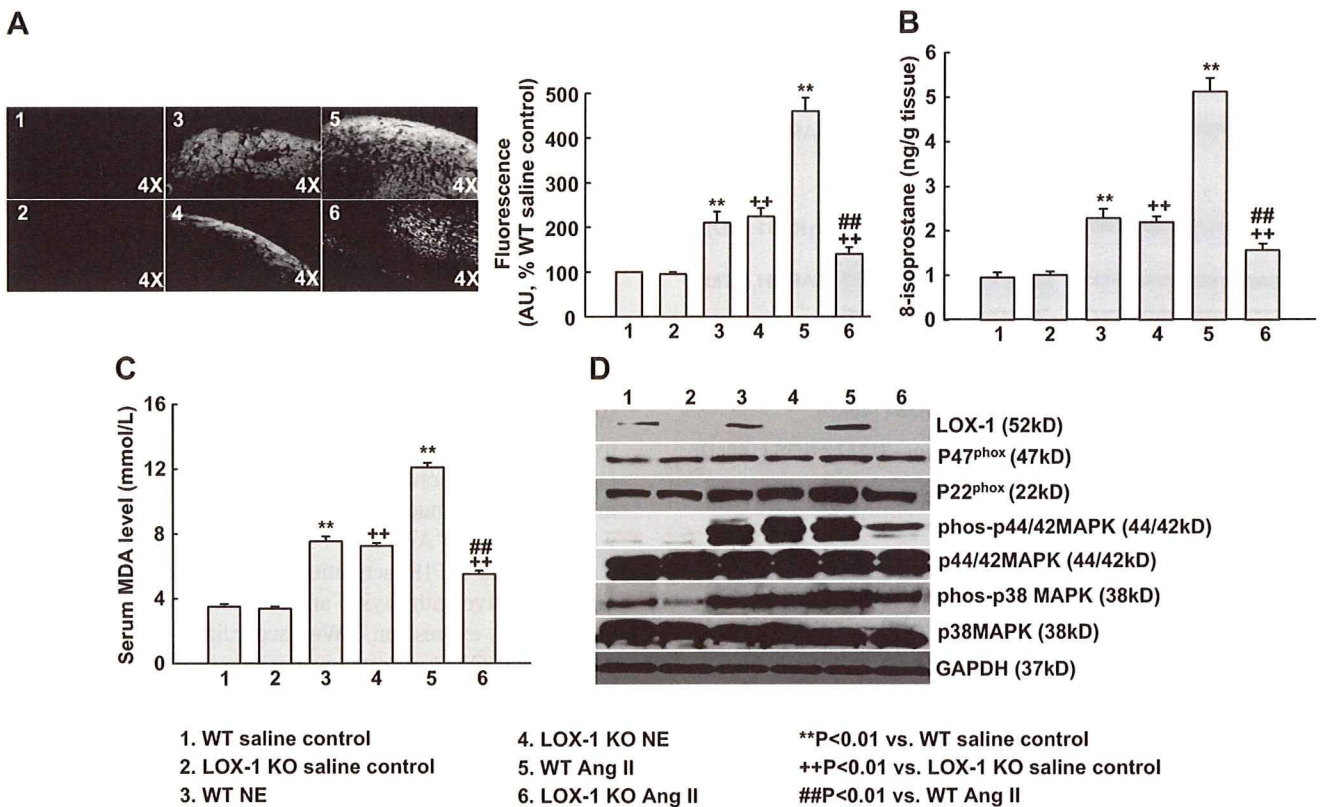 A
1
3
5
4X
4X
4X
2
4
6
4X
4X
4X
Fluorescence
(AU, % WT saline control)
500
400
300
200
100
0
**
++
**
##
++
1 2 3 4 5 6
B
8-isoprostane (ng/g tissue)
6
5
4
3
2
1
0
**
++
**
##
++
1 2 3 4 5 6
C
Serum MDA level (mmol/L)
16
12
8
4
0
**
++
**
##
++
1 2 3 4 5 6
D
1 2 3 4 5 6
LOX-1 (52kD)
P47phox (47kD)
P22phox (22kD)
phos-p44/42MAPK (44/42kD)
p44/42MAPK (44/42kD)
phos-p38 MAPK (38kD)
p38MAPK (38kD)
GAPDH (37kD)
1. WT saline control
2. LOX-1 KO saline control
3. WT NE
4. LOX-1 KO NE
5. WT Ang II
6. LOX-1 KO Ang II
**P<0.01 vs. WT saline control
++P<0.01 vs. LOX-1 KO saline control
##P<0.01 vs. WT Ang II